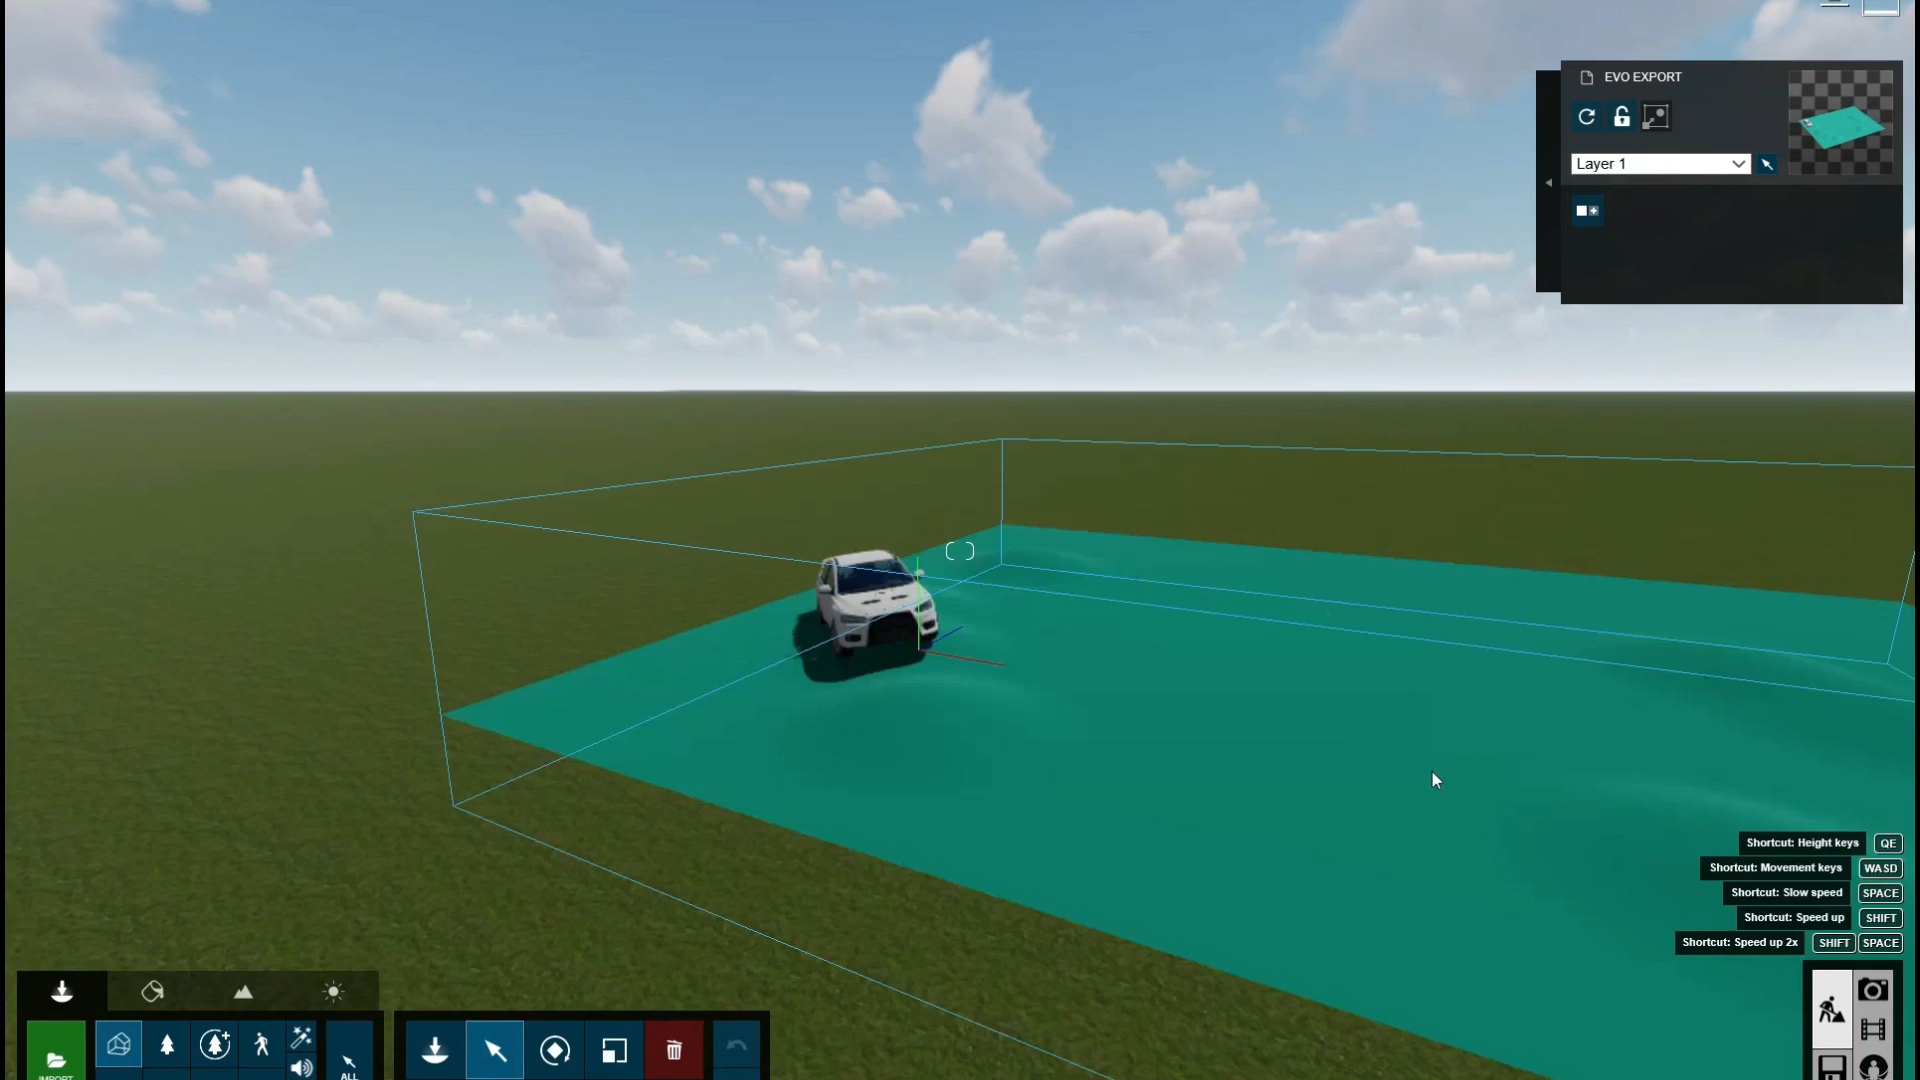 EVO EXPORT
Layer 1
Shortcut: Height keys QE
Shortcut: Movement keys WASD
Shortcut: Slow speed SPACE
Shortcut: Speed up SHIFT
Shortcut: Speed up 2x SHIFT SPACE
IMPORT
ALL